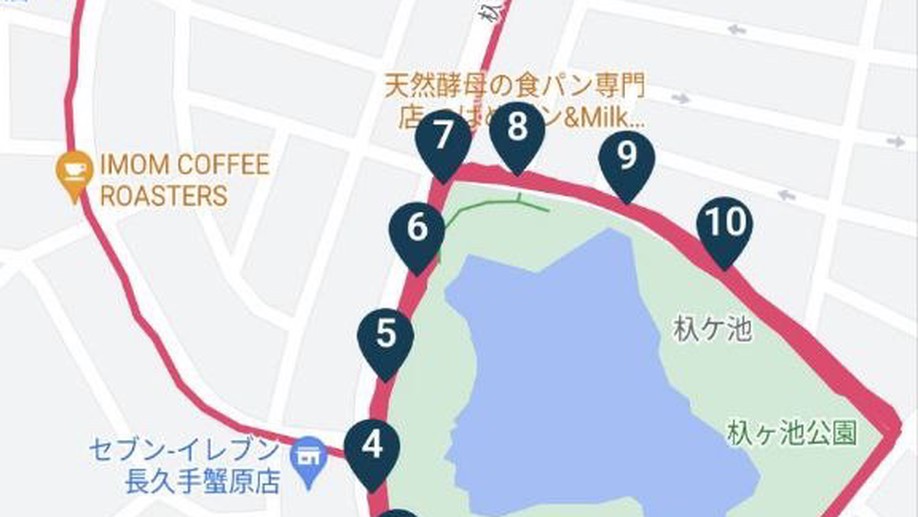 杁
天然酵母の食パン専門
店
ン&Milk...
7
8
9
IMOM COFFEE
ROASTERS
6
10
5
杁ケ池
4
杁ヶ池公園
セブン-イレブン
長久手蟹原店